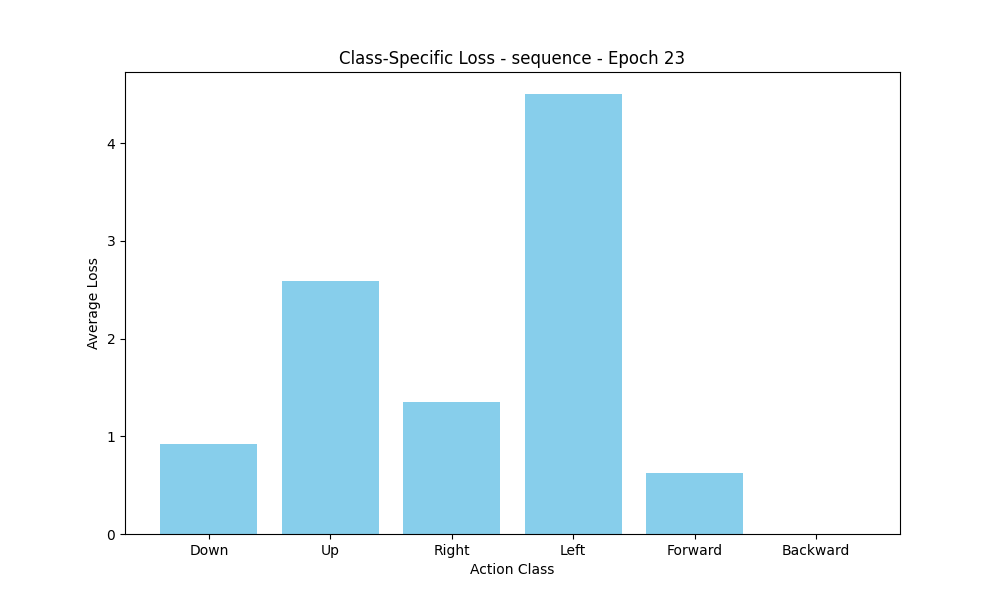 Class-Specific Loss - sequence - Epoch 23
4
3
2
1
0
Average Loss
Down Up Right Left Forward Backward
Action Class